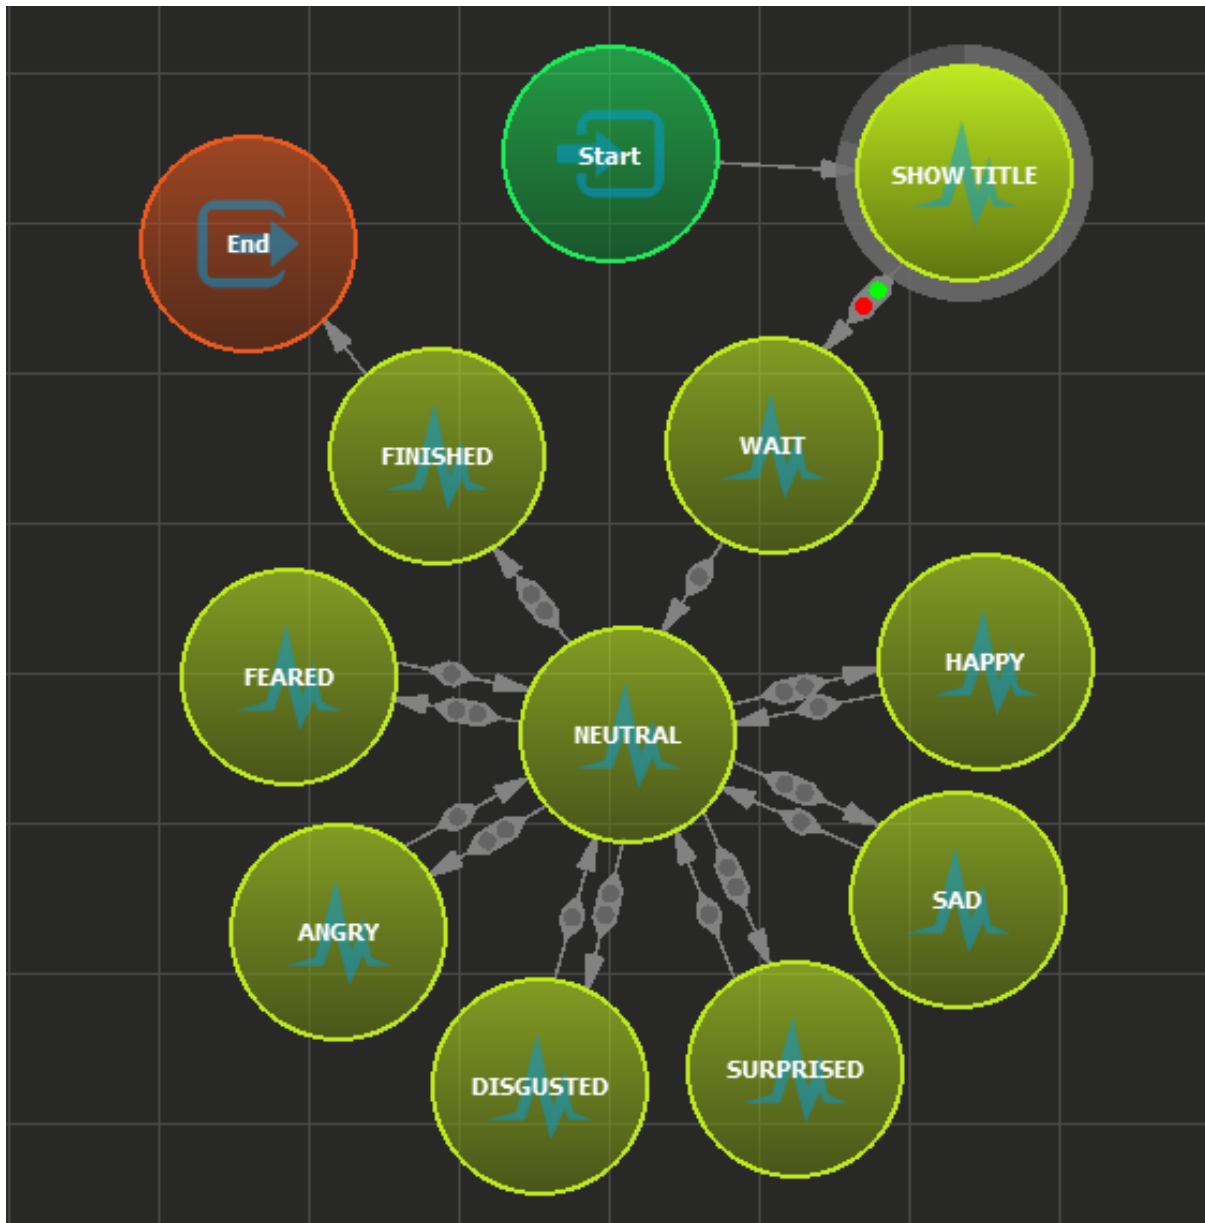 Start
SHOW TITLE
End
WAIT
FINISHED
HAPPY
FEARED
NEUTRAL
SAD
ANGRY
SURPRISED
DISGUSTED